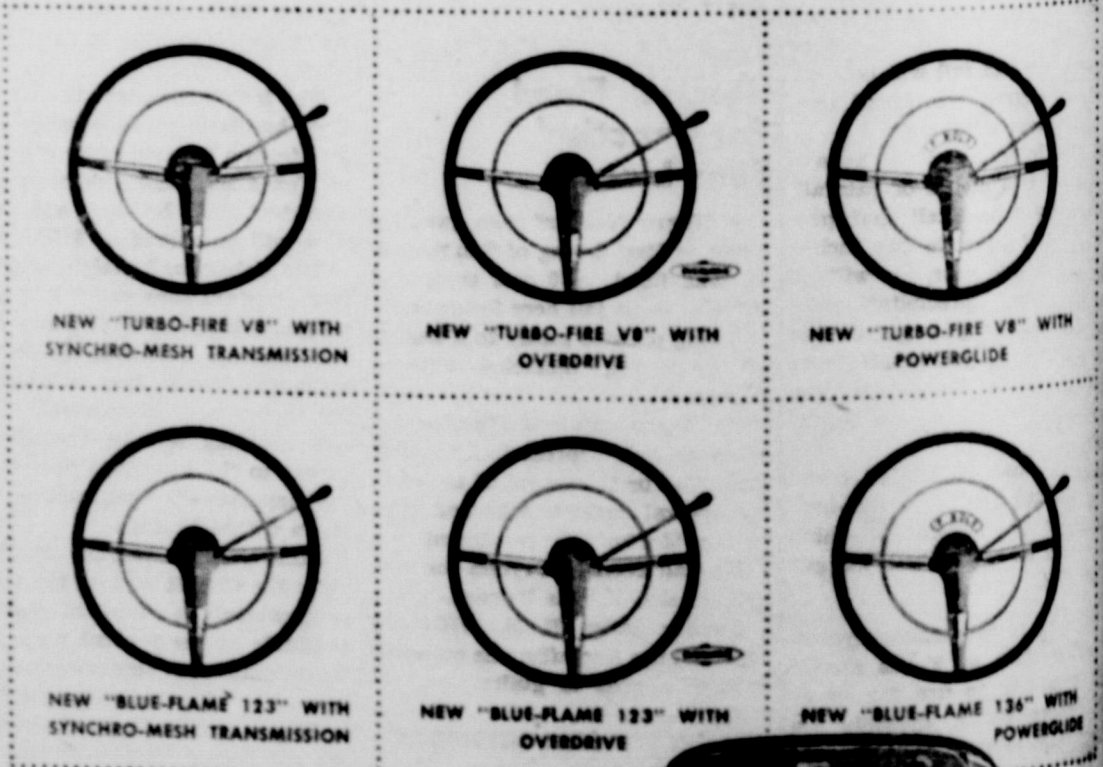 NEW "TURBO-FIRE V8" WITH
SYNCHRO-MESH TRANSMISSION
NEW "TURBO-FIRE V8" WITH
OVERDRIVE
NEW "TURBO-FIRE V8" WITH
POWERGLIDE
NEW "BLUE-FLAME 123" WITH
SYNCHRO-MESH TRANSMISSION
NEW "BLUE-FLAME 123" WITH
OVERDRIVE
NEW "BLUE-FLAME 136" WITH
POWERGLIDE